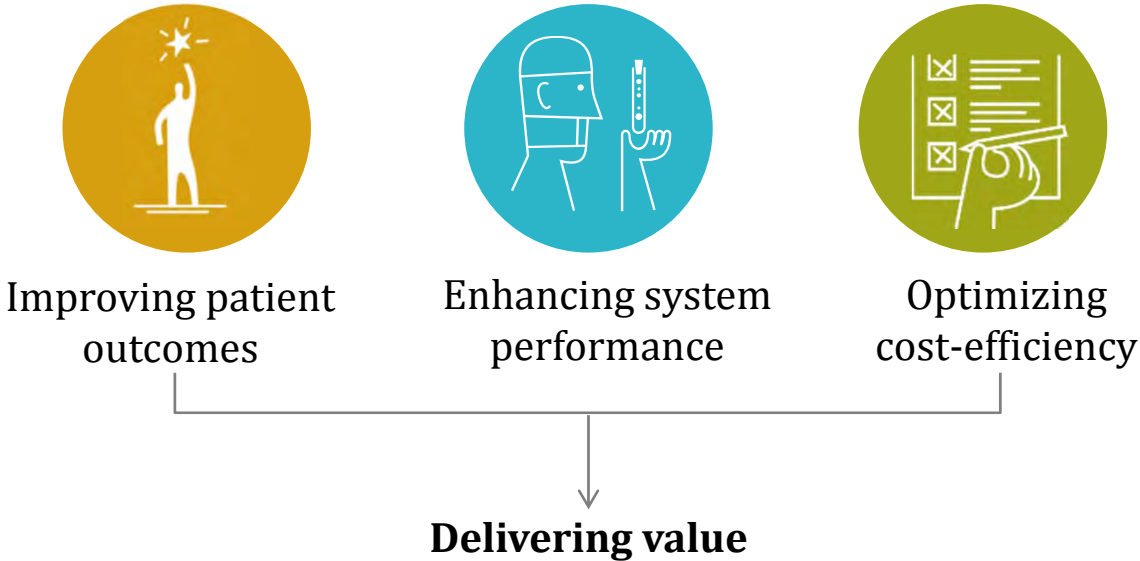 Improving patient
outcomes
Enhancing system
performance
Optimizing
cost-efficiency
Delivering value